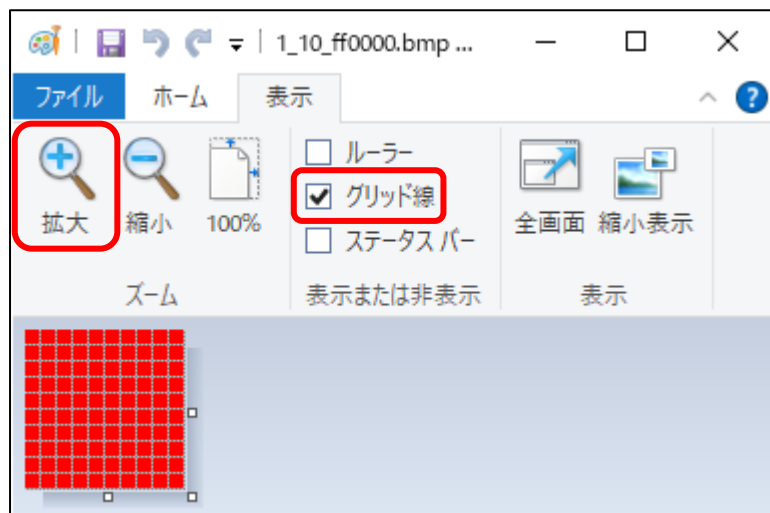 1_10_ff0000.bmp ...
ファイル ホーム 表示
拡大 縮小 100%
ズーム
ルーラー
グリッド線
ステータス バー
表示または非表示
全画面 縮小表示
表示